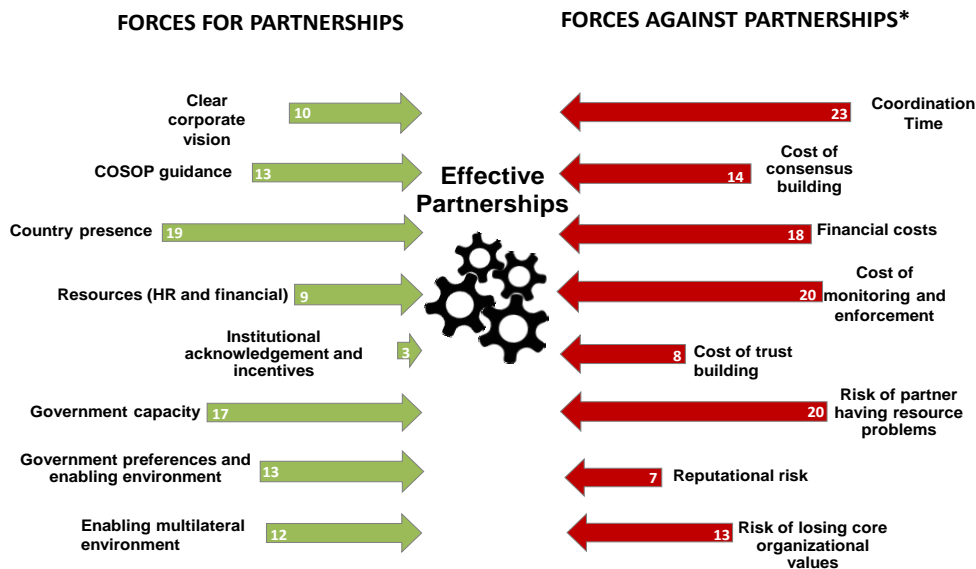 FORCES FOR PARTNERSHIPS
FORCES AGAINST PARTNERSHIPS*
Clear
corporate
vision
10
23
Coordination
Time
COSOP guidance
13
Effective
Partnerships
14
Cost of
consensus
building
Country presence
19
18
Financial costs
Resources (HR and financial)
9
20
Cost of
monitoring and
enforcement
Institutional
acknowledgement and
incentives
3
8
Cost of trust
building
Government capacity
17
20
Risk of partner
having resource
problems
Government preferences and
enabling environment
13
7
Reputational risk
Enabling multilateral
environment
12
13
Risk of losing core
organizational
values